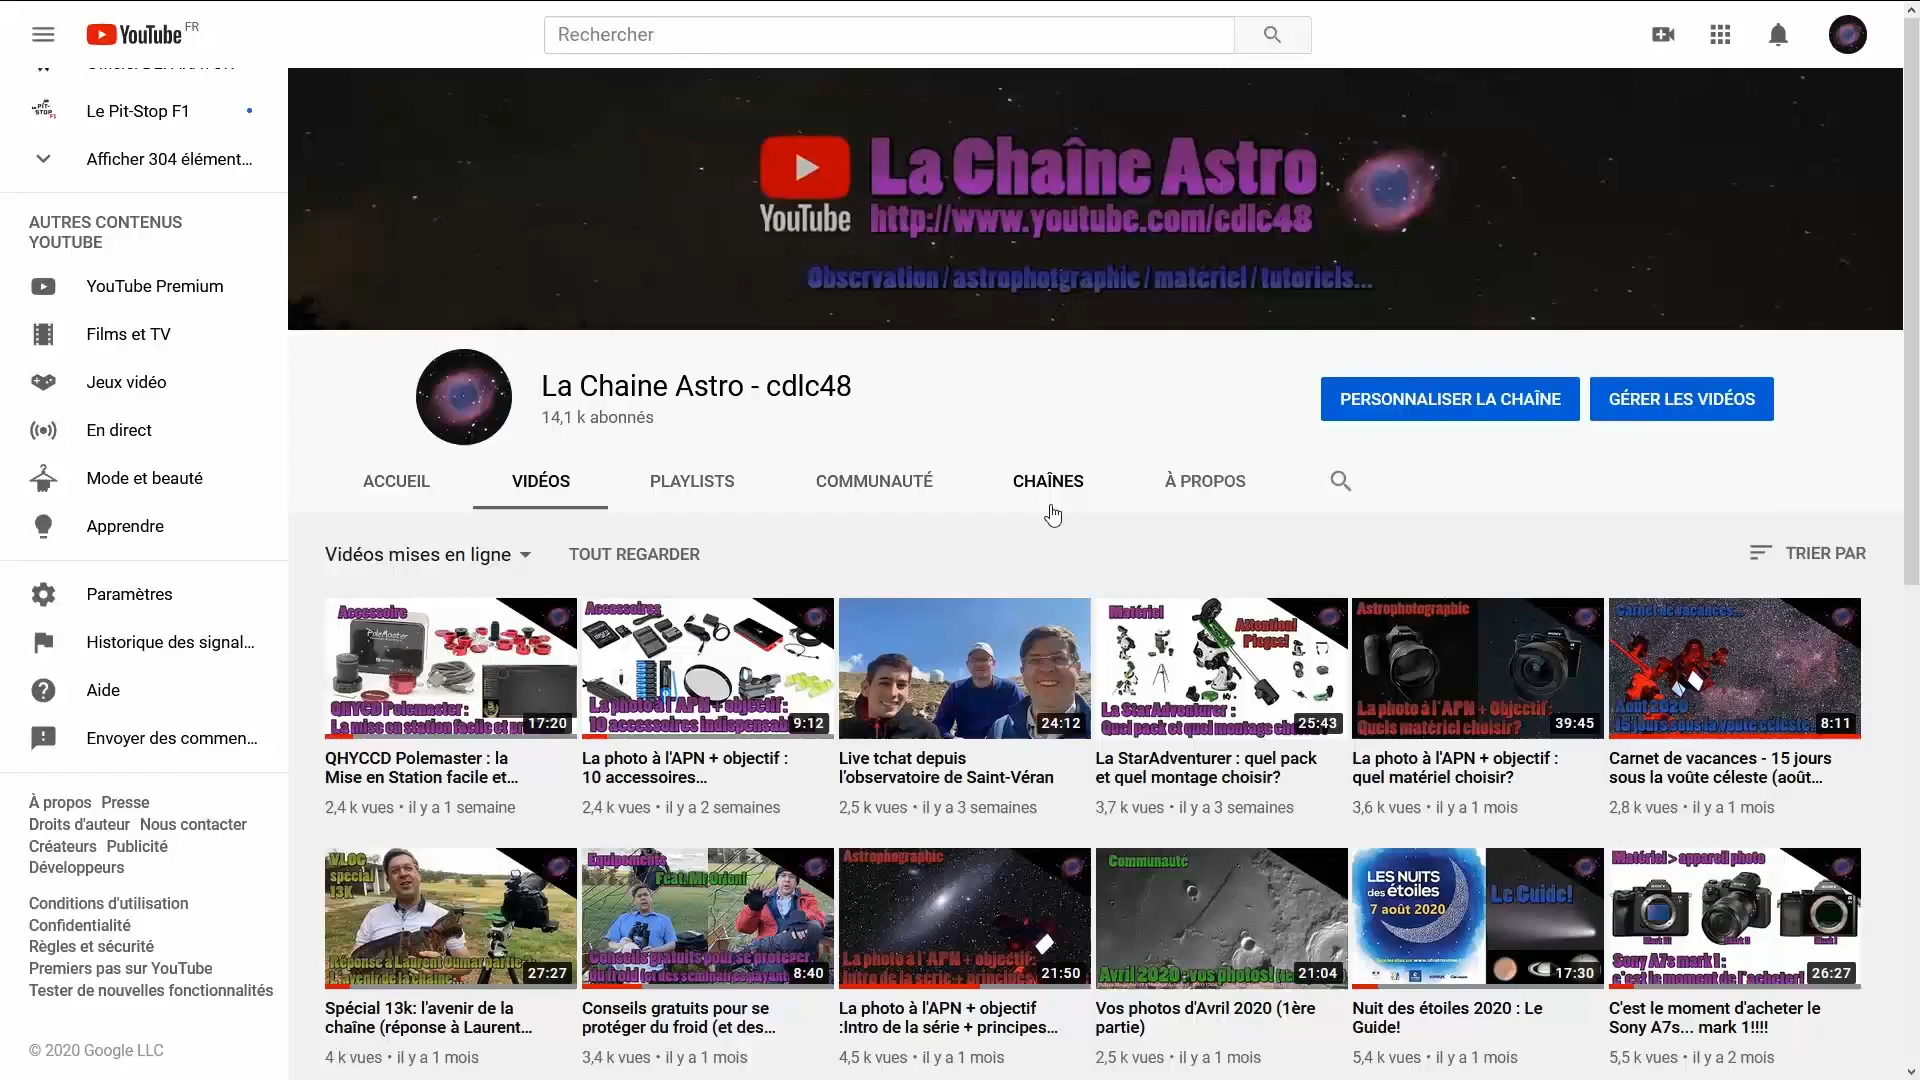 YouTube FR
Rechercher
Le Pit-Stop F1
Afficher 304 élément...
AUTRES CONTENUS
YOUTUBE
YouTube Premium
Films et TV
Jeux vidéo
En direct
Mode et beauté
Apprendre
Paramètres
Historique des signal...
Aide
Envoyer des commen...
À propos Presse
Droits d'auteur Nous contacter
Créateurs Publicité
Développeurs
Conditions d'utilisation
Confidentialité
Règles et sécurité
Premiers pas sur YouTube
Tester de nouvelles fonctionnalités
© 2020 Google LLC
YouTube
La Chaîne Astro
http://www.youtube.com/cdlc48
Observation / astrophotgraphie / matériel / tutoriels...
La Chaine Astro - cdlc48
14,1 k abonnés
PERSONNALISER LA CHAÎNE
GÉRER LES VIDÉOS
ACCUEIL
VIDÉOS
PLAYLISTS
COMMUNAUTÉ
CHAÎNES
À PROPOS
Vidéos mises en ligne
TOUT REGARDER
TRIER PAR
Accessoire
PoleMaster
QHYCD Polemaster :
La mise en station facile et pr
17:20
QHYCCD Polemaster : la
Mise en Station facile et...
2,4 k vues • il y a 1 semaine
Accessoires
La photo à l'APN + objectif :
10 accessoires indispensab
9:12
La photo à l'APN + objectif :
10 accessoires...
2,4 k vues • il y a 2 semaines
24:12
Live tchat depuis
l'observatoire de Saint-Véran
2,5 k vues • il y a 3 semaines
Matériel
Attention!
Pieges!
La StarAdventurer :
Quel pack et quel montage ch
25:43
La StarAdventurer : quel pack
et quel montage choisir?
3,7 k vues • il y a 3 semaines
Astrophotographie
La photo à l'APN + Objectif :
Quels matériel choisir?
39:45
La photo à l'APN + objectif :
quel matériel choisir?
3,6 k vues • il y a 1 mois
Carnet de vacances
Aout 2020
15 jours sous la voute céleste
8:11
Carnet de vacances - 15 jours
sous la voûte céleste (août...
2,8 k vues • il y a 1 mois
VLOG
special
13K
Réponse à Laurent Oumar partie
L'avenir de la chaine
27:27
Spécial 13k: l'avenir de la
chaîne (réponse à Laurent...
4 k vues • il y a 1 mois
Equipements
Feat. Mr Orient
Conseils gratuits pour se protéger
8:40
Conseils gratuits pour se
protéger du froid (et des...
3,4 k vues • il y a 1 mois
Astrophographie
La photo à l'APN + objectif
21:50
La photo à l'APN + objectif
:Intro de la série + principes...
4,5 k vues • il y a 1 mois
Communauté
Avril 2020 : vos photos!
21:04
Vos photos d'Avril 2020 (1ère
partie)
2,5 k vues • il y a 1 mois
LES NUITS
des étoiles
7 août 2020
Le Guide!
17:30
Nuit des étoiles 2020 : Le
Guide!
5,4 k vues • il y a 1 mois
Matériel > appareil photo
Sony A7s mark 1 :
c'est le moment de l'acheter!
26:27
C'est le moment d'acheter le
Sony A7s... mark 1!!!!
5,5 k vues • il y a 2 mois